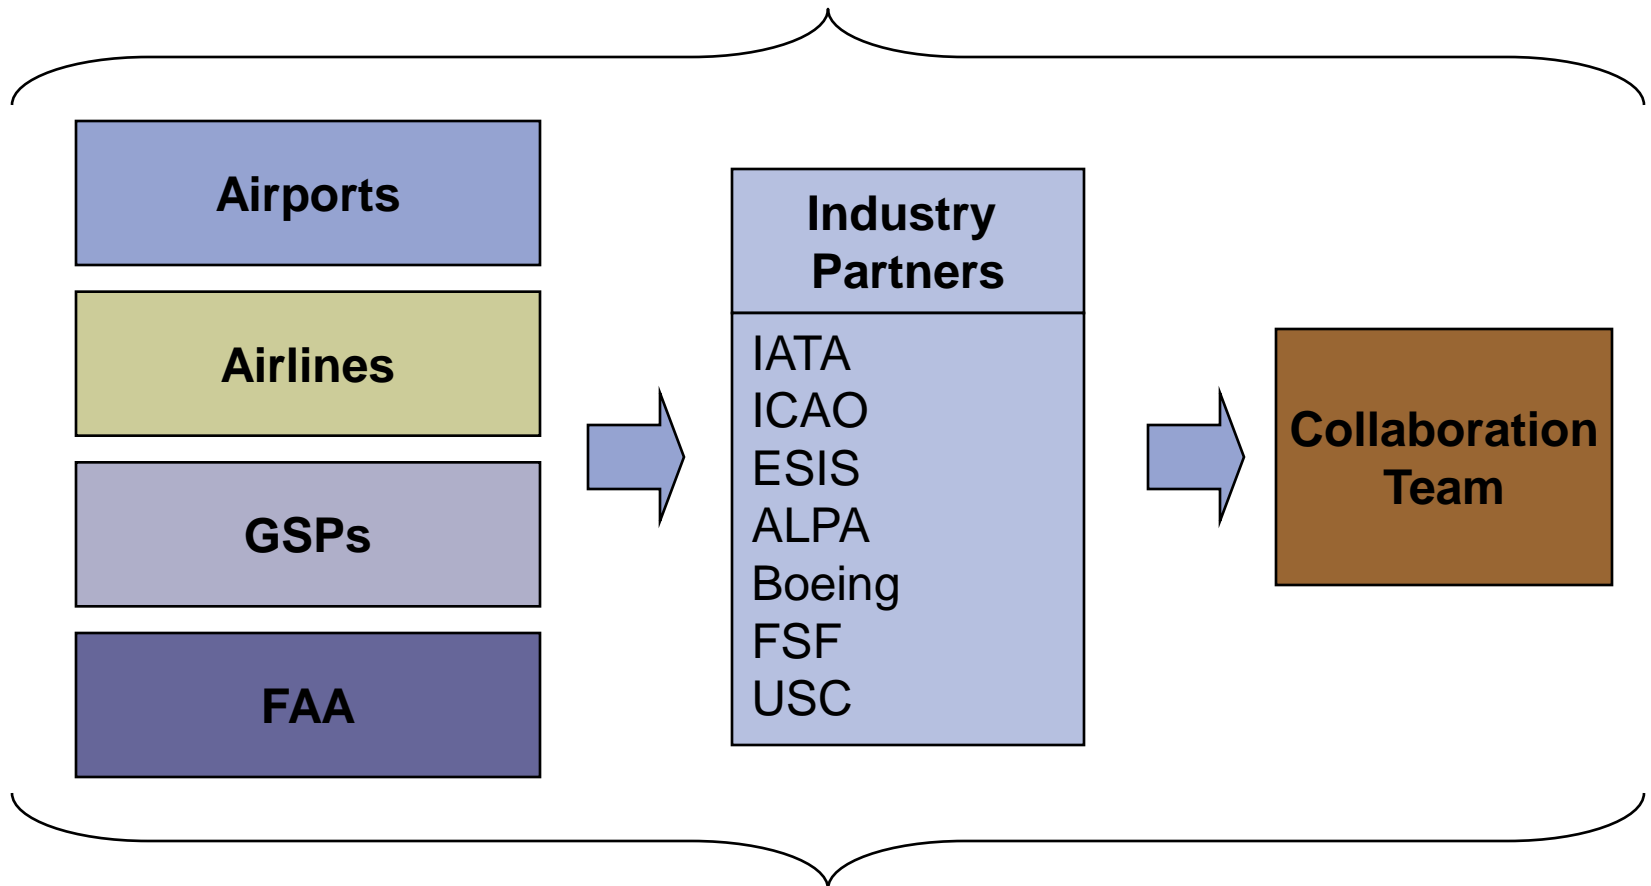 Airports
Airlines
GSPs
FAA
Industry
Partners
IATA
ICAO
ESIS
ALPA
Boeing
FSF
USC
Collaboration
Team